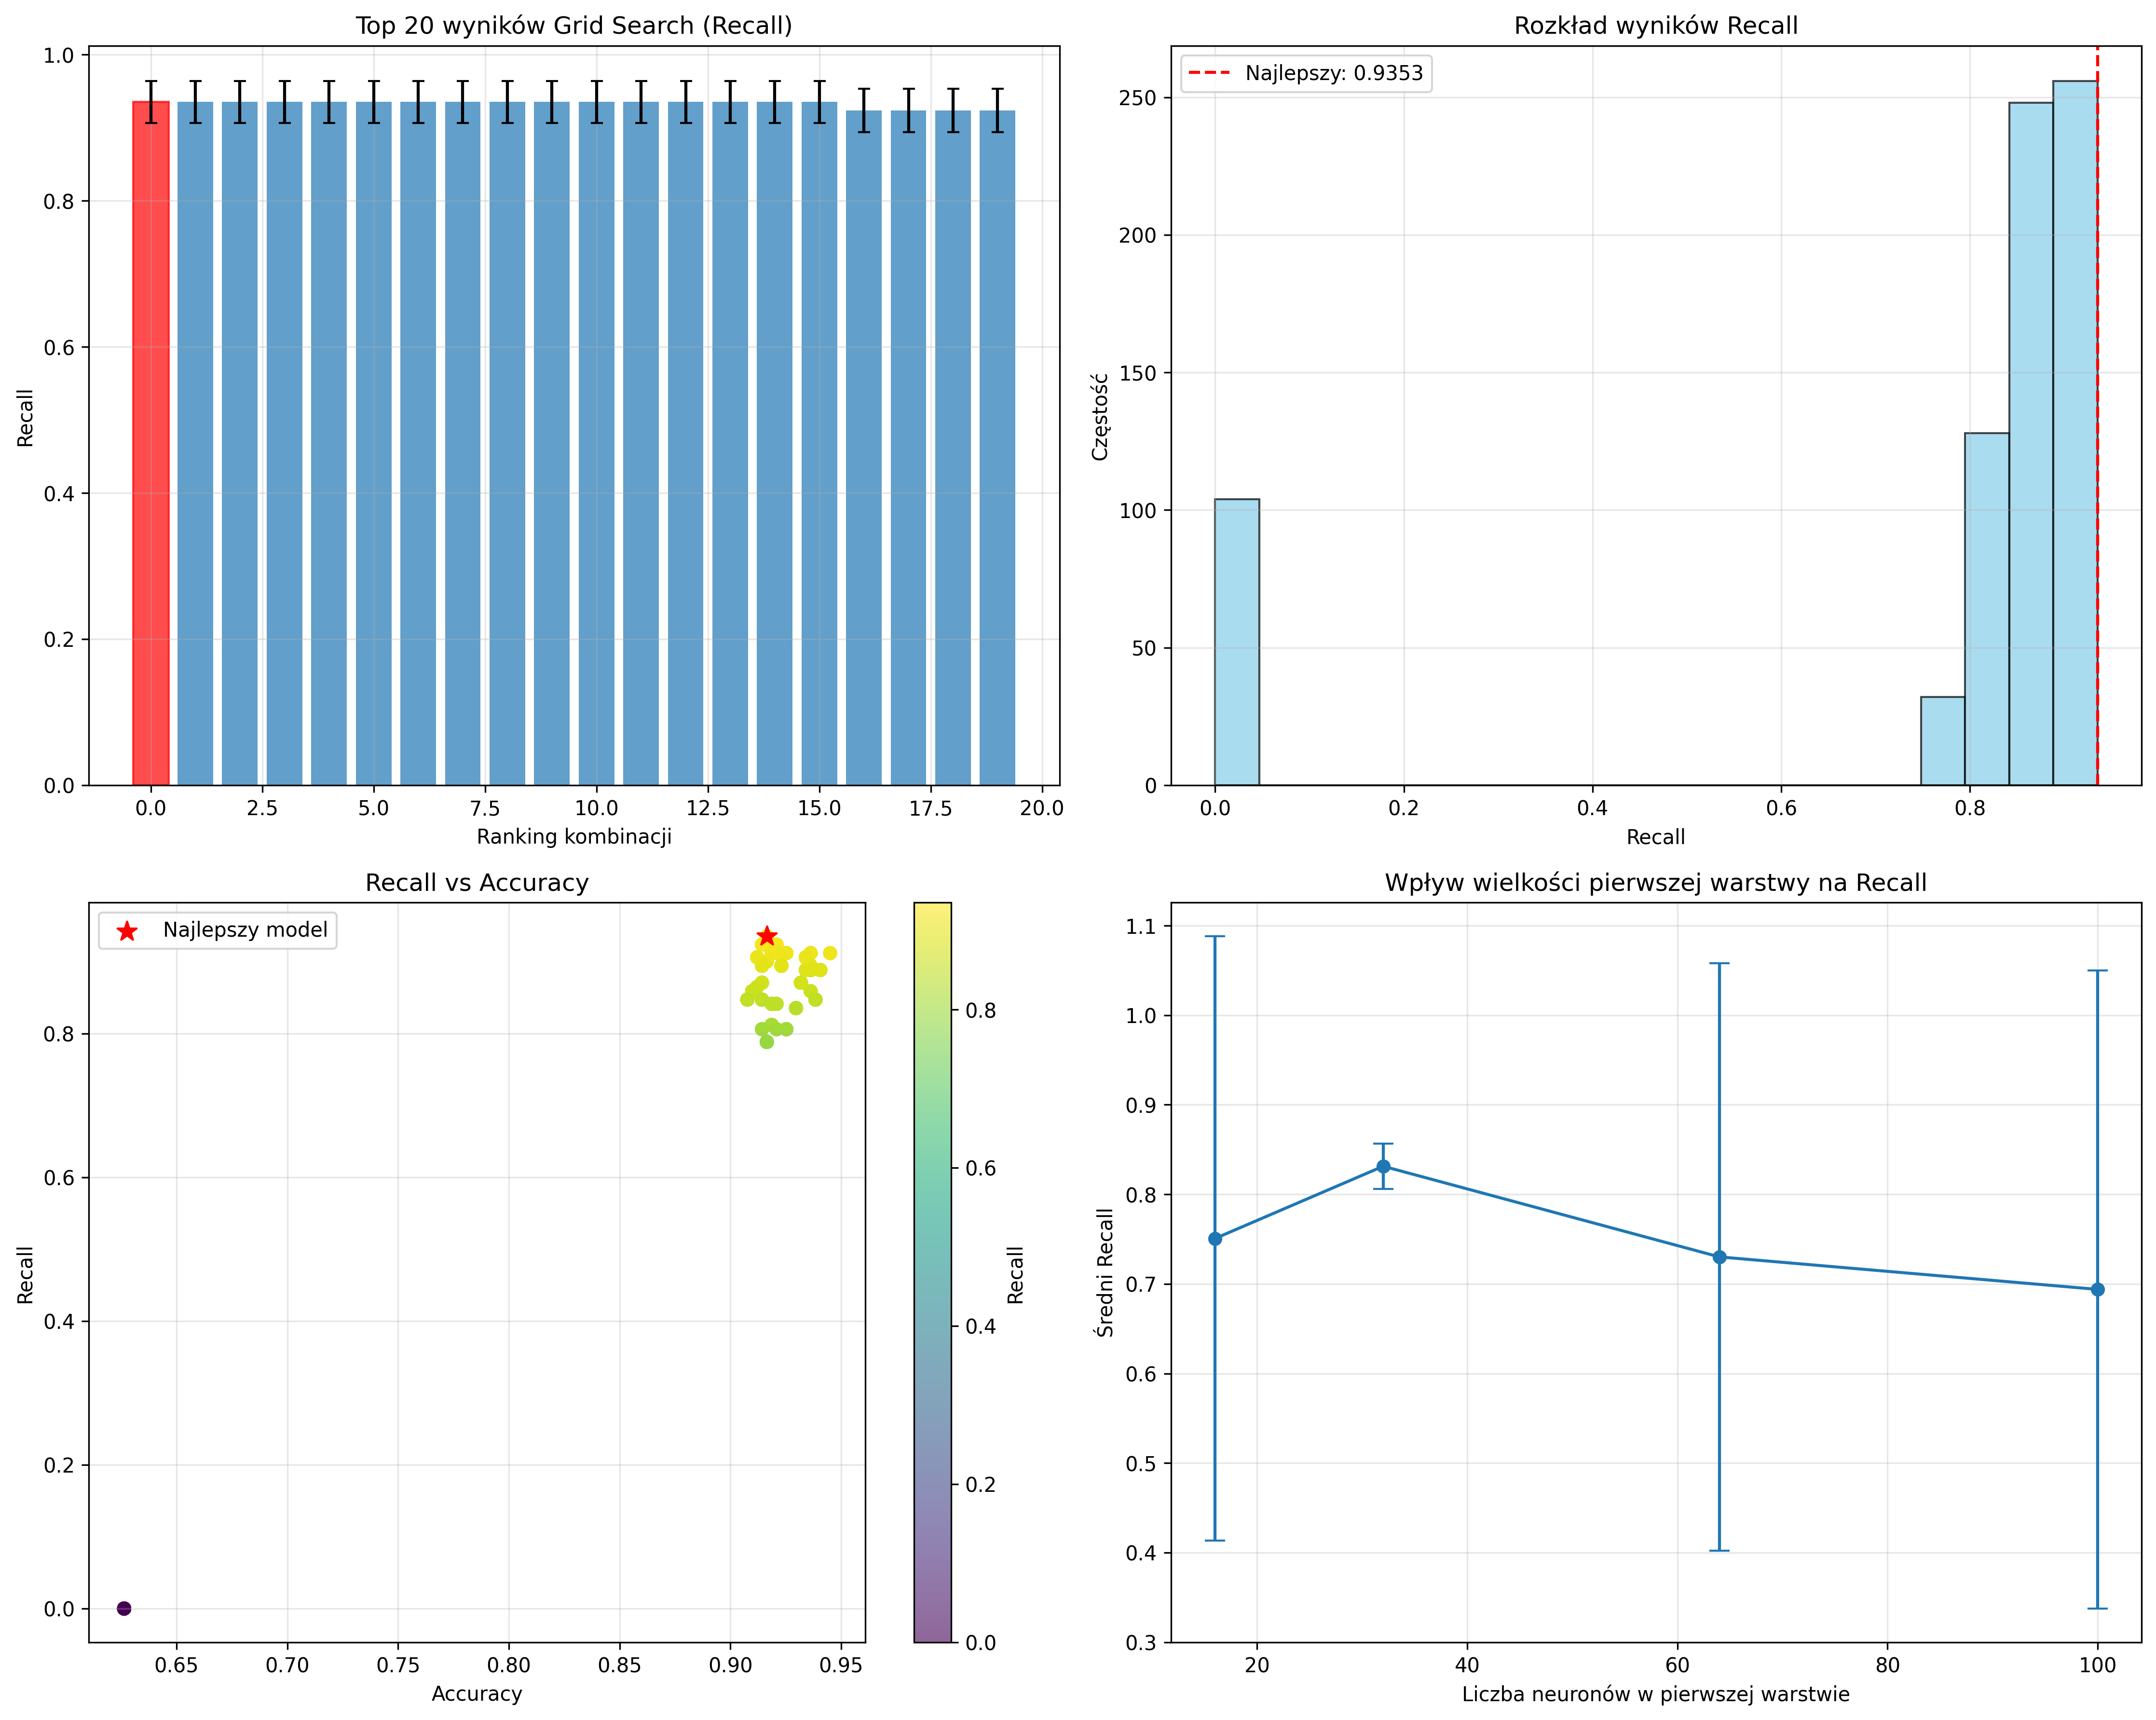 Top 20 wyników Grid Search (Recall)
1.0
0.8
0.6
0.4
0.2
0.0
Recall
0.0 2.5 5.0 7.5 10.0 12.5 15.0 17.5 20.0
Ranking kombinacji
Rozkład wyników Recall
Najlepszy: 0.9353
250
200
150
100
50
0
Częstość
0.0 0.2 0.4 0.6 0.8
Recall
Recall vs Accuracy
Najlepszy model
0.8
0.6
0.4
0.2
0.0
Recall
0.65 0.70 0.75 0.80 0.85 0.90 0.95
Accuracy
0.8
0.6
0.4
0.2
0.0
Recall
Wpływ wielkości pierwszej warstwy na Recall
1.1
1.0
0.9
0.8
0.7
0.6
0.5
0.4
0.3
Średni Recall
20 40 60 80 100
Liczba neuronów w pierwszej warstwie